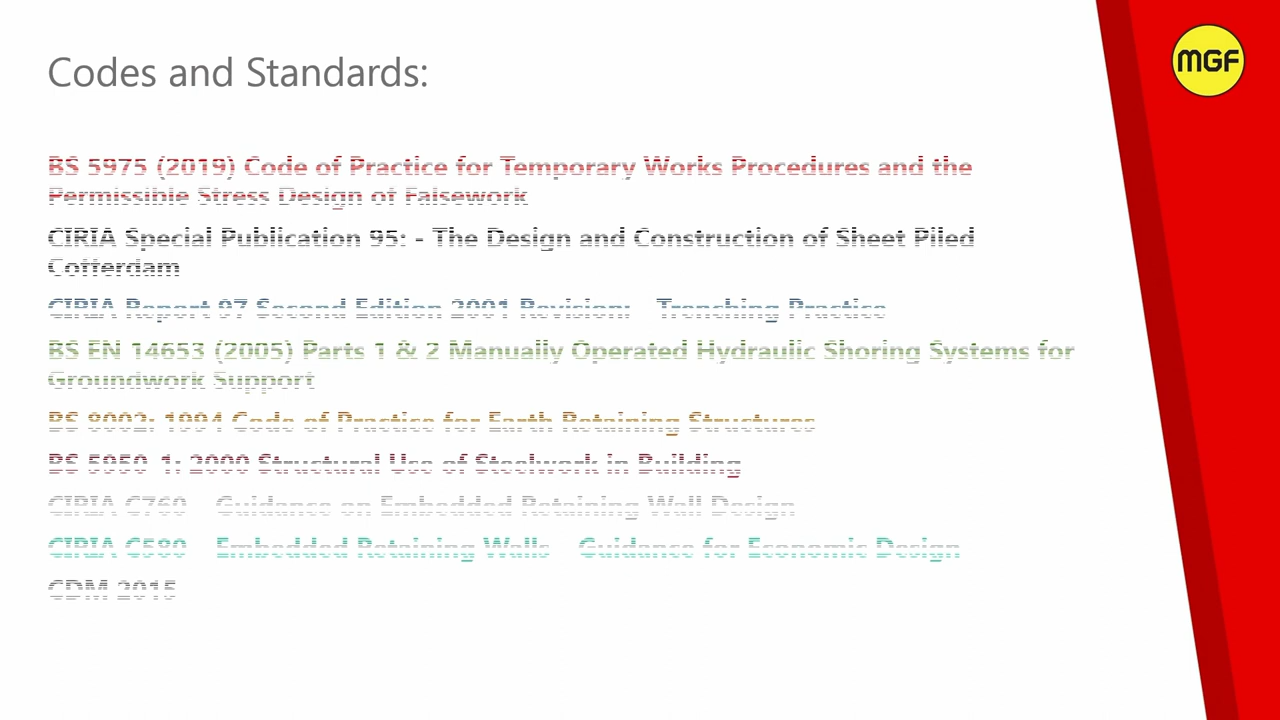 Codes and Standards:
MGF
BS 5975 (2019) Code of Practice for Temporary Works Procedures and the
Permissible Stress Design of Falsework
CIRIA Special Publication 95: - The Design and Construction of Sheet Piled
Cofferdam
CIRIA Report 97 Second Edition 2001 Revision: - Trenching Practice
BS EN 14653 (2005) Parts 1 & 2 Manually Operated Hydraulic Shoring Systems for
Groundwork Support
BS 8002: 1994 Code of Practice for Earth Retaining Structures
BS 5950-1: 2000 Structural Use of Steelwork in Building
CIRIA C760 - Guidance on Embedded Retaining Wall Design
CIRIA C580 - Embedded Retaining Walls - Guidance for Economic Design
CDM 2015